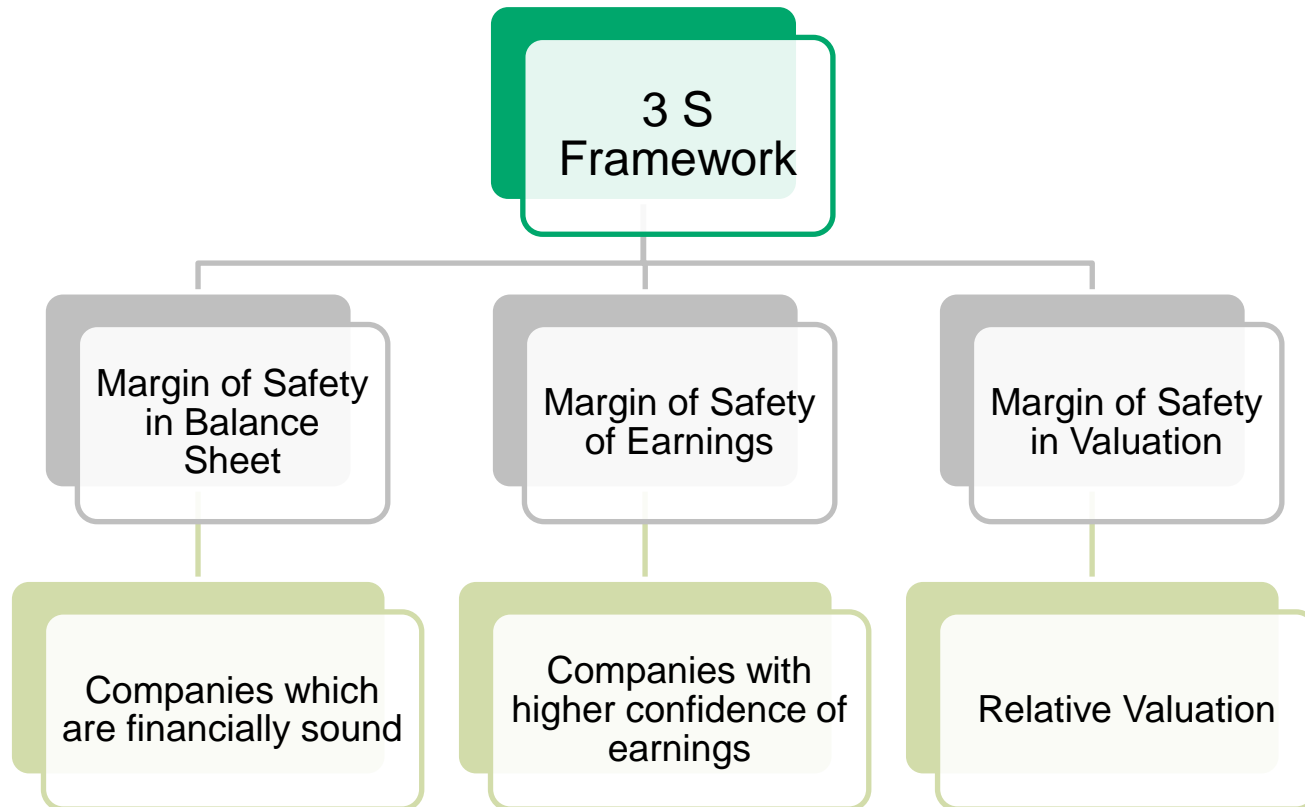 3 S
Framework
Margin of Safety
in Balance
Sheet
Margin of Safety
of Earnings
Margin of Safety
in Valuation
Companies which
are financially sound
Companies with
higher confidence of
earnings
Relative Valuation